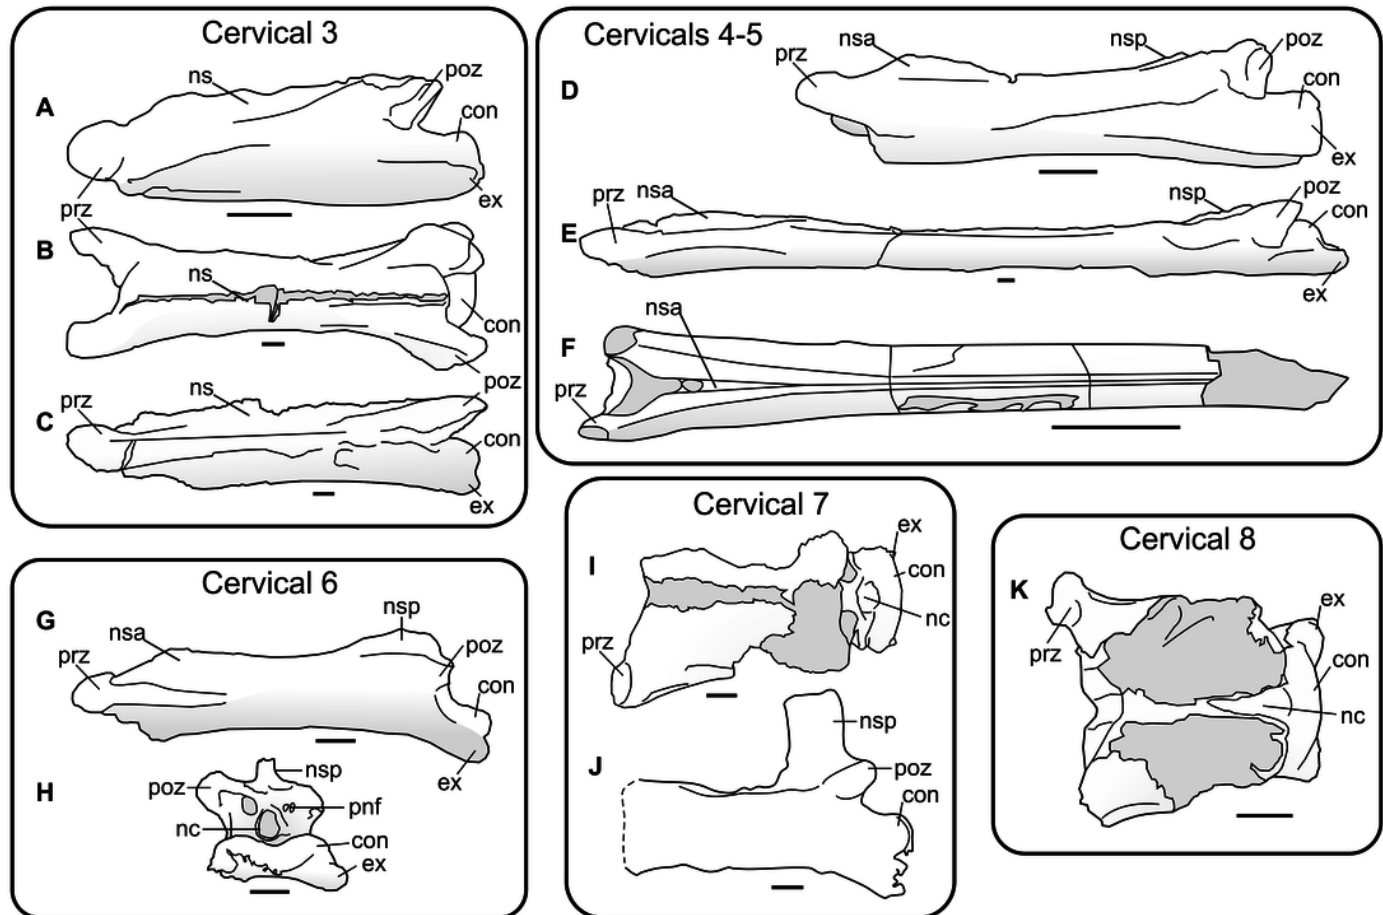 Cervical 3
A
ns
poz
con
ex
prz
B
ns
con
poz
C
prz
ns
con
ex
Cervicals 4-5
D
prz
nsa
nsp
poz
con
ex
E
prz
nsa
nsp
poz
con
ex
F
nsa
prz
Cervical 6
G
prz
nsa
nsp
poz
con
ex
H
poz
nsp
pnf
nc
con
ex
Cervical 7
I
ex
con
nc
prz
J
nsp
poz
con
Cervical 8
K
prz
ex
con
nc